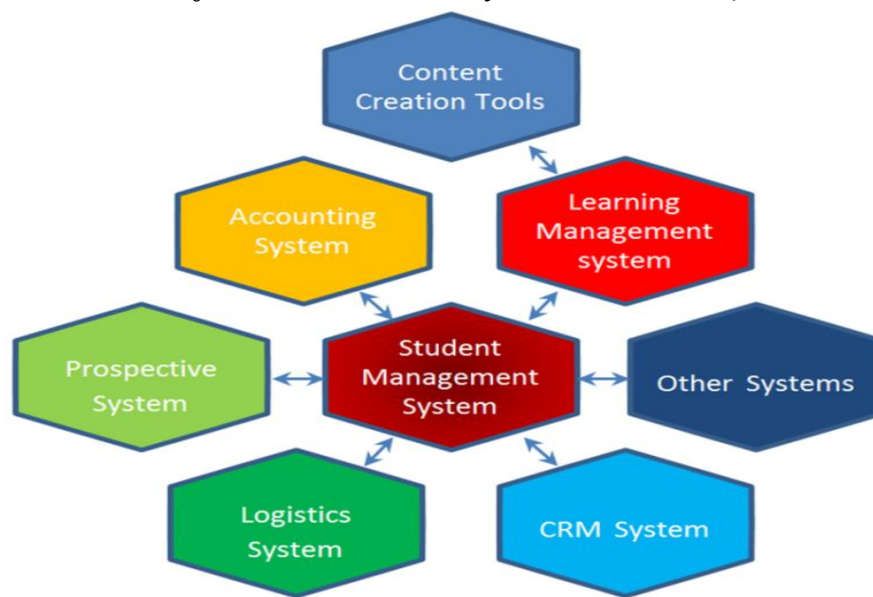 Content
Creation Tools
Accounting
System
Learning
Management
system
Prospective
System
Student
Management
System
Other Systems
Logistics
System
CRM System